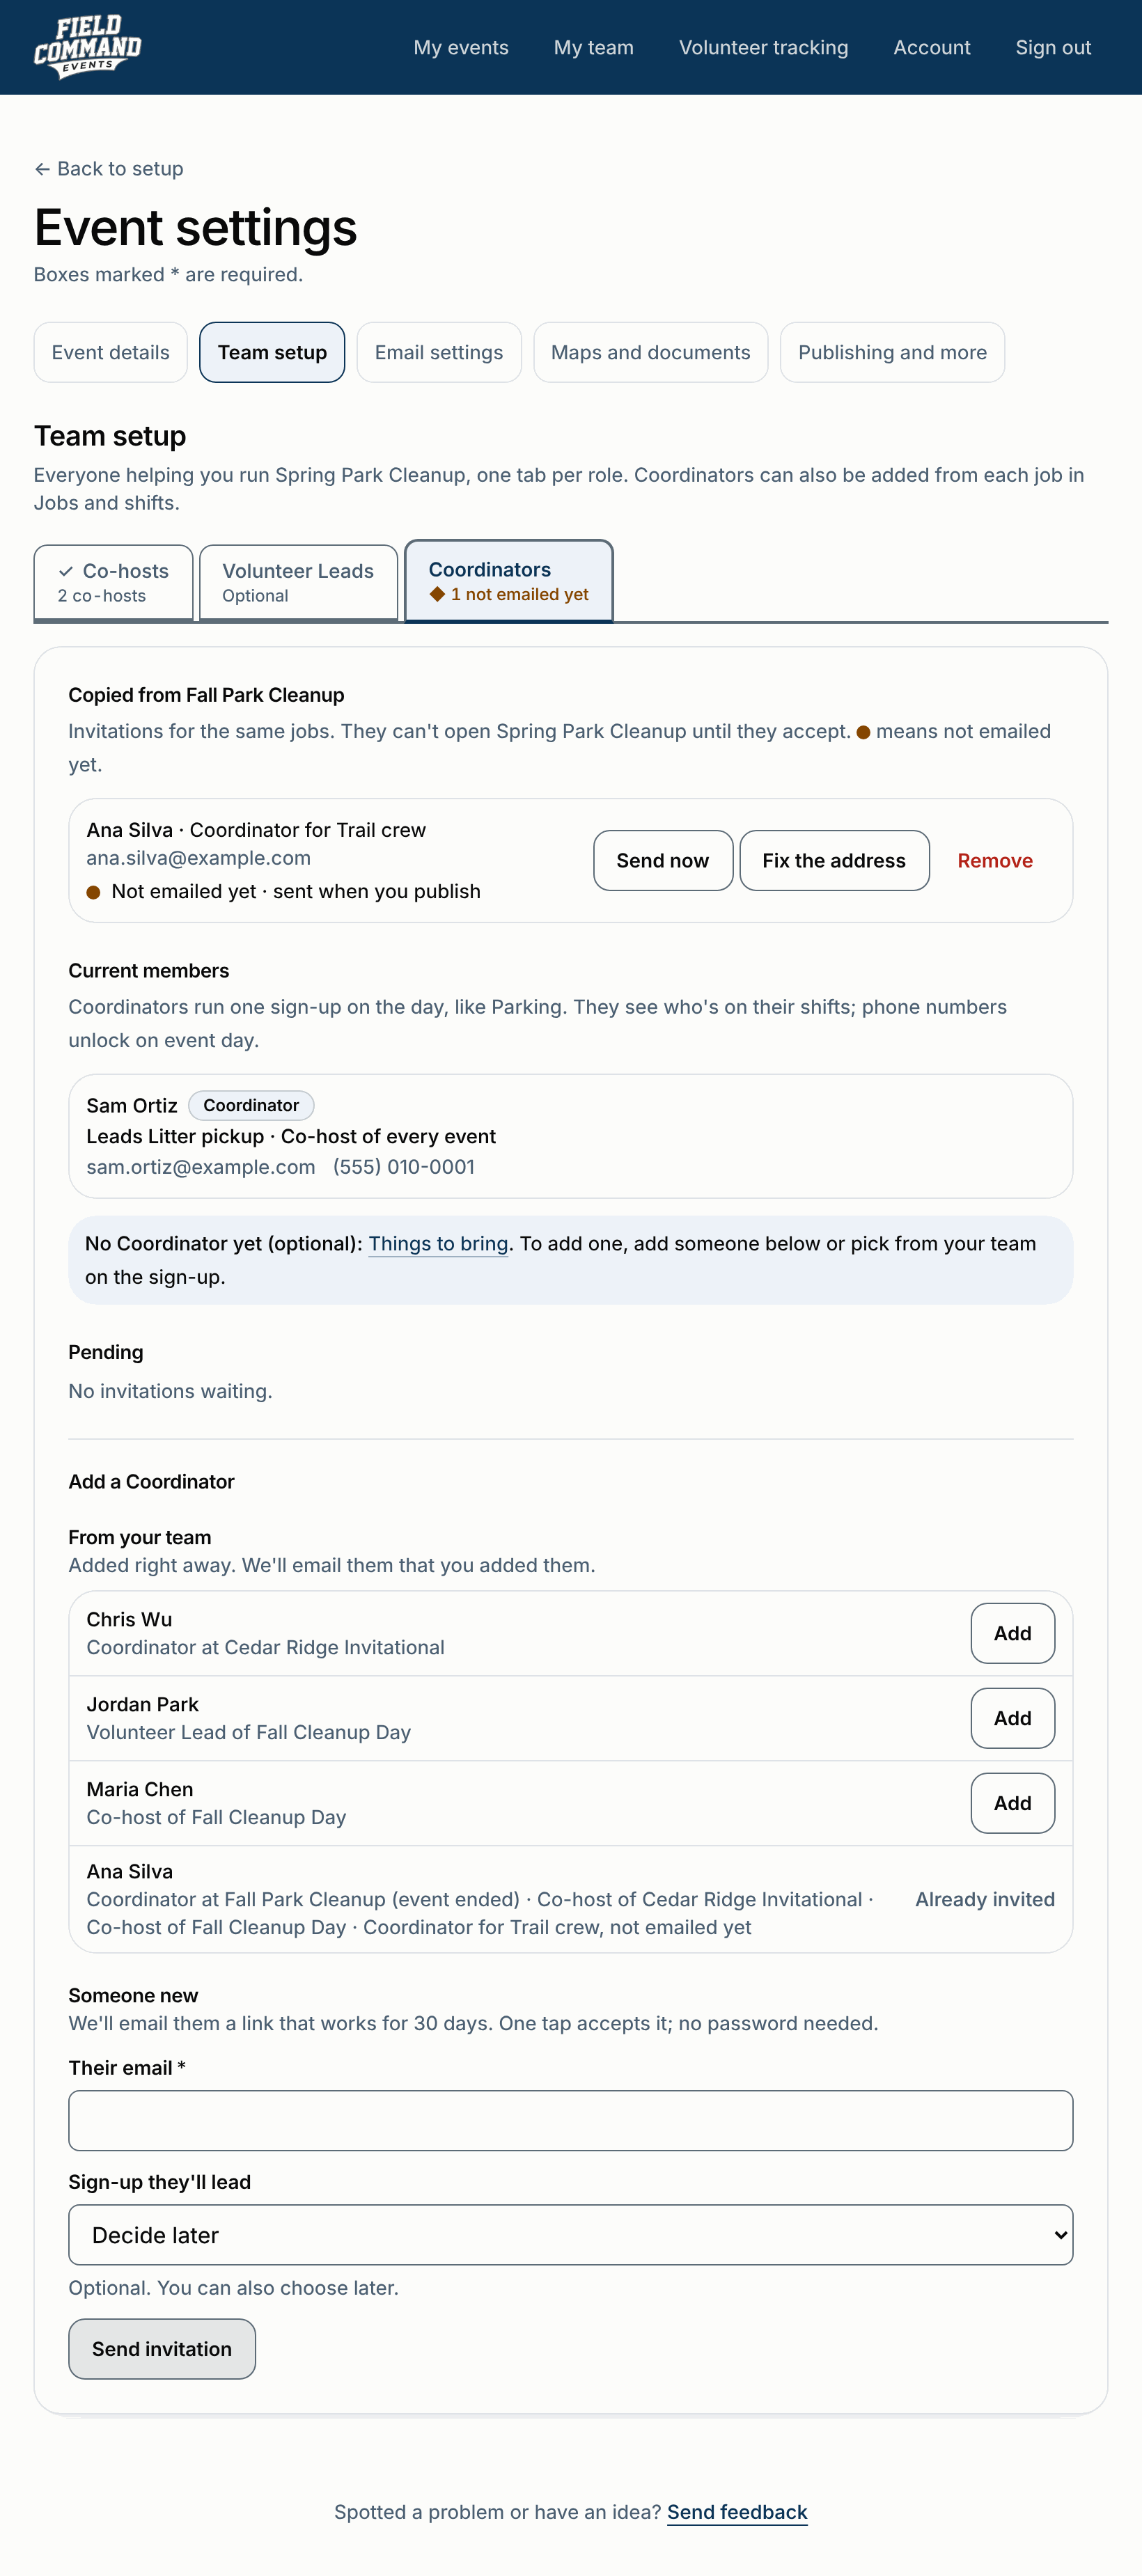 FIELD
COMMAND
EVENTS
My events
My team
Volunteer tracking
Account
Sign out
← Back to setup
Event settings
Boxes marked * are required.
Event details
Team setup
Email settings
Maps and documents
Publishing and more
Team setup
Everyone helping you run Spring Park Cleanup, one tab per role. Coordinators can also be added from each job in
Jobs and shifts.
✓ Co-hosts
2 co-hosts
Volunteer Leads
Optional
Coordinators
◆ 1 not emailed yet
Copied from Fall Park Cleanup
Invitations for the same jobs. They can't open Spring Park Cleanup until they accept. ● means not emailed
yet.
Ana Silva · Coordinator for Trail crew
ana.silva@example.com
● Not emailed yet · sent when you publish
Send now
Fix the address
Remove
Current members
Coordinators run one sign-up on the day, like Parking. They see who's on their shifts; phone numbers
unlock on event day.
Sam Ortiz Coordinator
Leads Litter pickup · Co-host of every event
sam.ortiz@example.com (555) 010-0001
No Coordinator yet (optional): Things to bring. To add one, add someone below or pick from your team
on the sign-up.
Pending
No invitations waiting.
Add a Coordinator
From your team
Added right away. We'll email them that you added them.
Chris Wu
Coordinator at Cedar Ridge Invitational
Add
Jordan Park
Volunteer Lead of Fall Cleanup Day
Add
Maria Chen
Co-host of Fall Cleanup Day
Add
Ana Silva
Coordinator at Fall Park Cleanup (event ended) · Co-host of Cedar Ridge Invitational ·
Co-host of Fall Cleanup Day · Coordinator for Trail crew, not emailed yet
Already invited
Someone new
We'll email them a link that works for 30 days. One tap accepts it; no password needed.
Their email *
Sign-up they'll lead
Decide later
Optional. You can also choose later.
Send invitation
Spotted a problem or have an idea? Send feedback